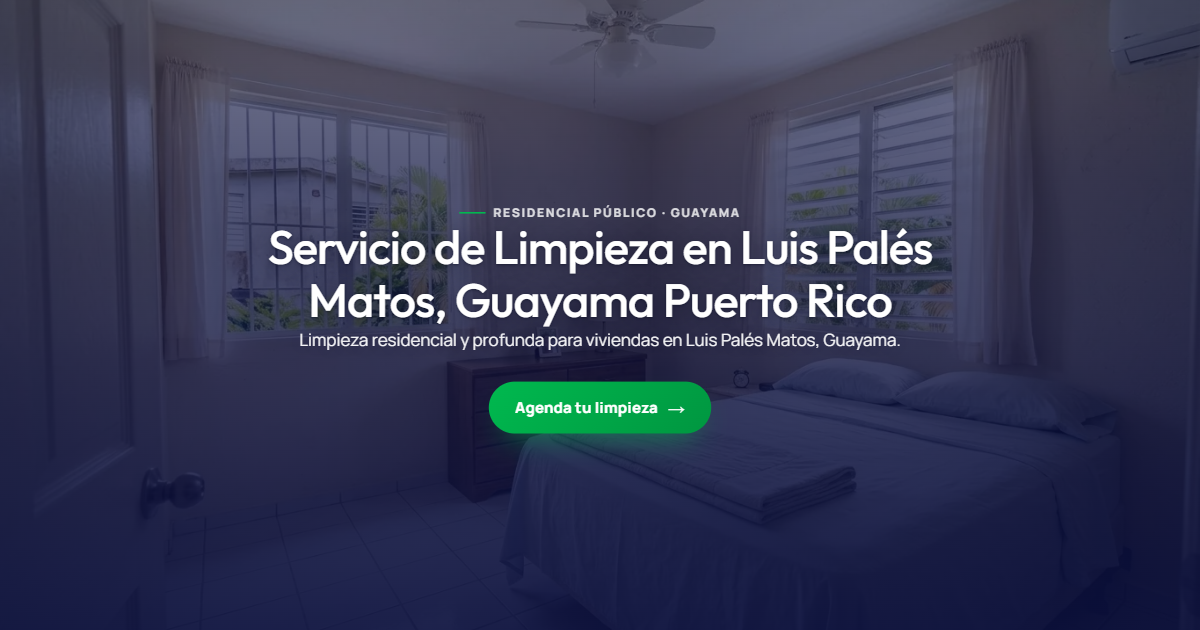 RESIDENCIAL PÚBLICO · GUAYAMA
Servicio de Limpieza en Luis Palés
Matos, Guayama Puerto Rico
Limpieza residencial y profunda para viviendas en Luis Palés Matos, Guayama.
Agenda tu limpieza →